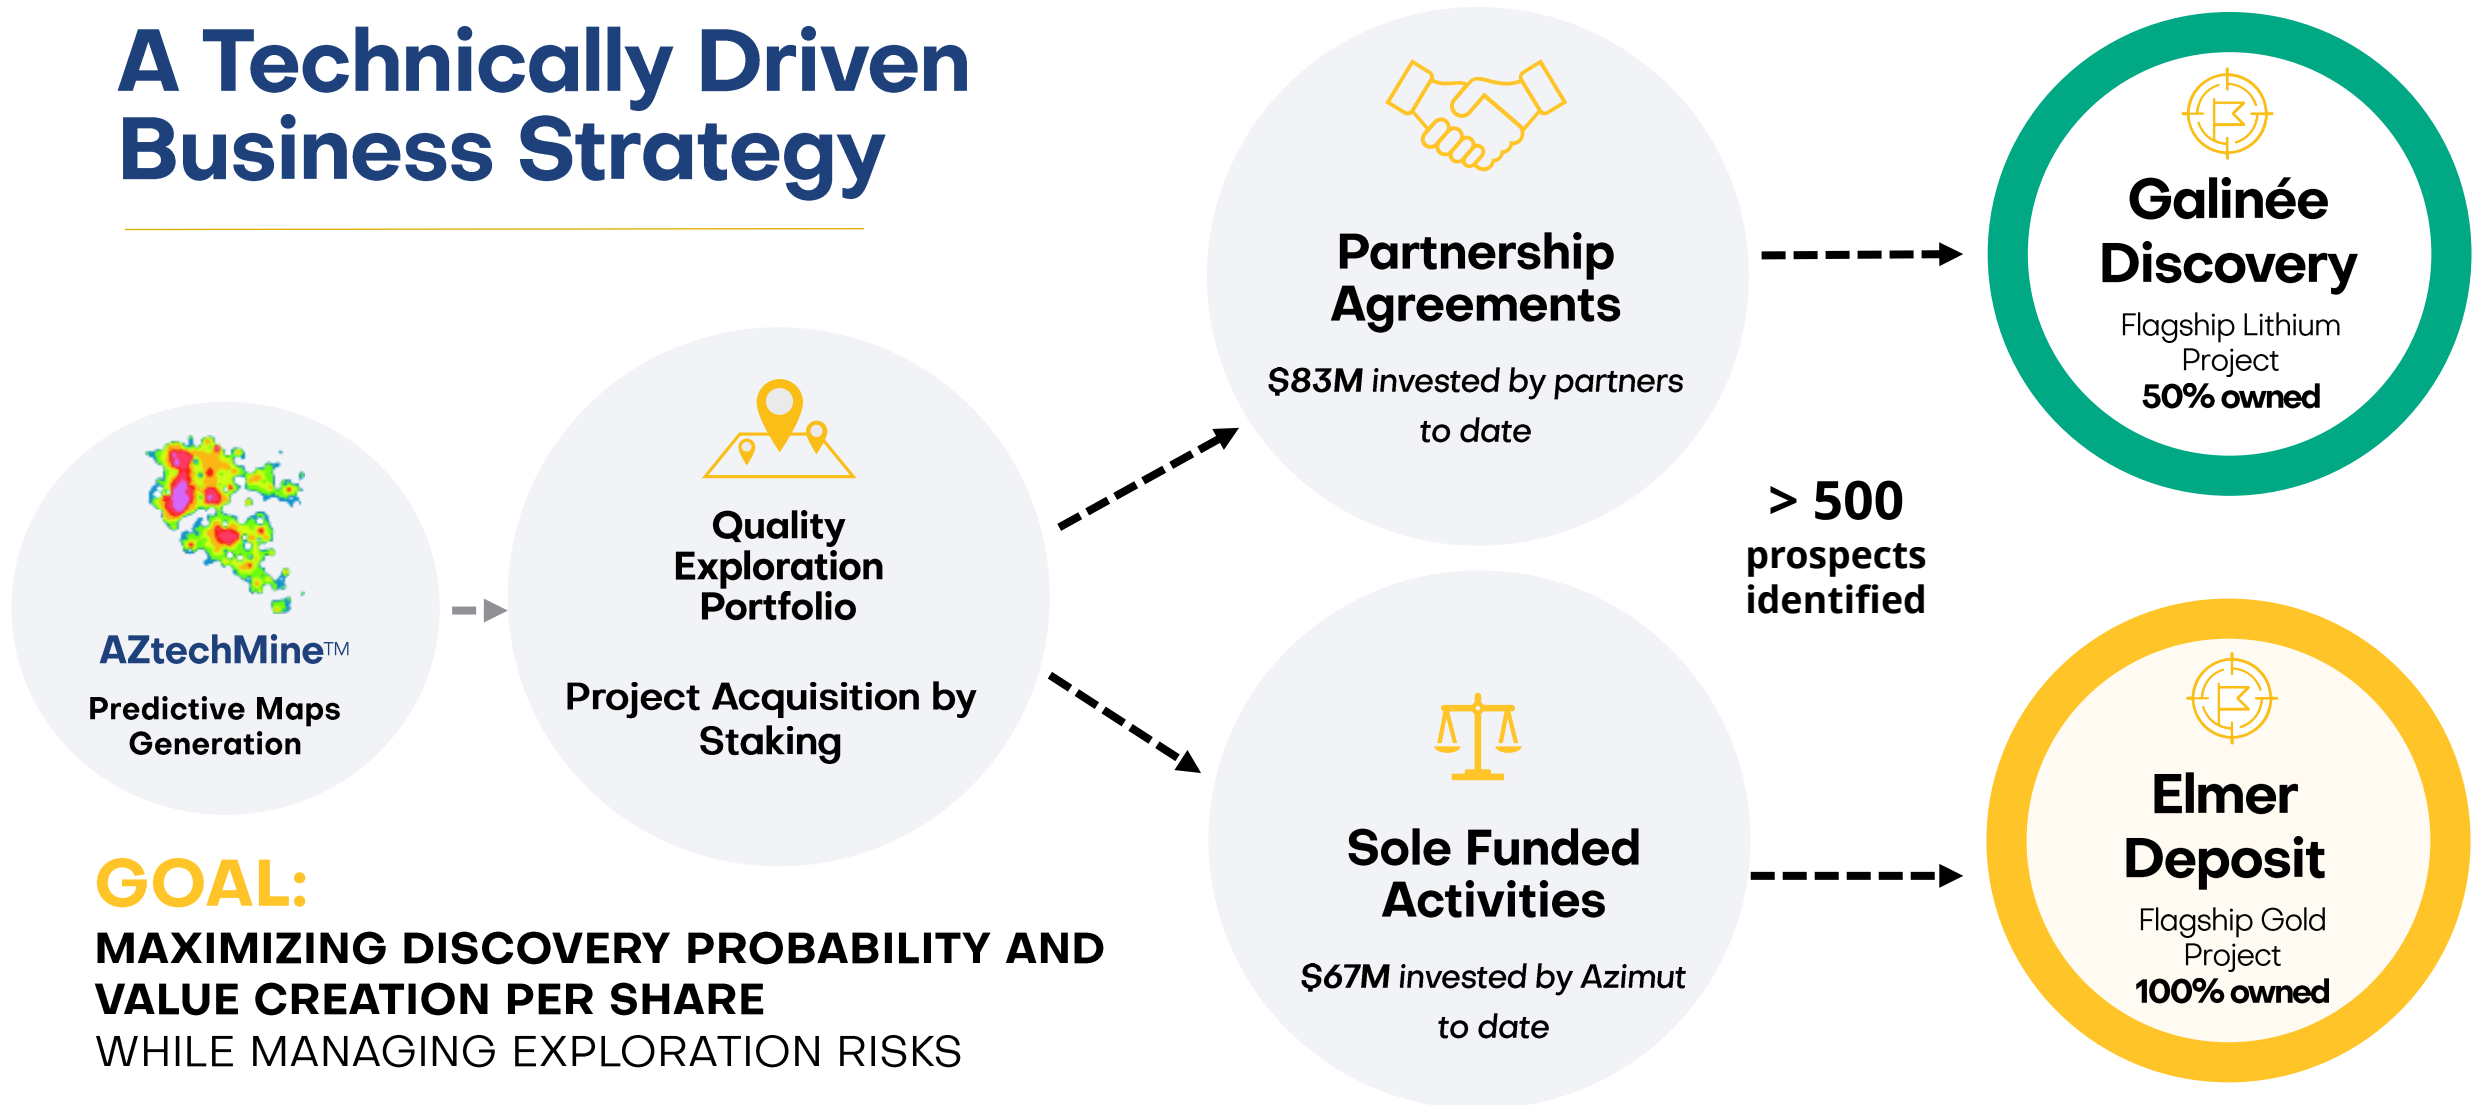 A Technically Driven
Business Strategy
AZtechMine™
Predictive Maps
Generation
Quality
Exploration
Portfolio
Project Acquisition by
Staking
Partnership
Agreements
$83M invested by partners
to date
Sole Funded
Activities
$67M invested by Azimut
to date
> 500
prospects
identified
Galinée
Discovery
Flagship Lithium
Project
50% owned
Elmer
Deposit
Flagship Gold
Project
100% owned
GOAL:
MAXIMIZING DISCOVERY PROBABILITY AND
VALUE CREATION PER SHARE
WHILE MANAGING EXPLORATION RISKS